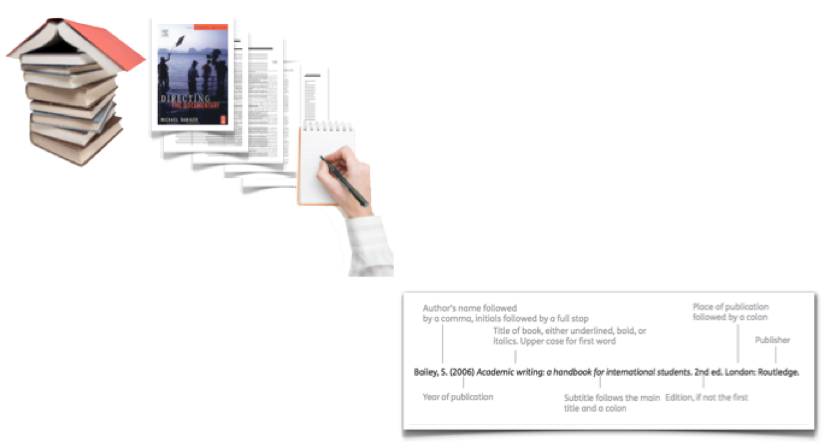 DIRECTING
THE DOCUMENTARY
MICHAEL RABIGER
Author's name followed
by a comma, initials followed by a full stop
Title of book, either underlined, bold, or
italics. Upper case for first word
Place of publication
followed by a colon
Publisher
Bailey, S. (2006) Academic writing: a handbook for international students. 2nd ed. London: Routledge.
Year of publication
Subtitle follows the main
title and a colon
Edition, if not the first